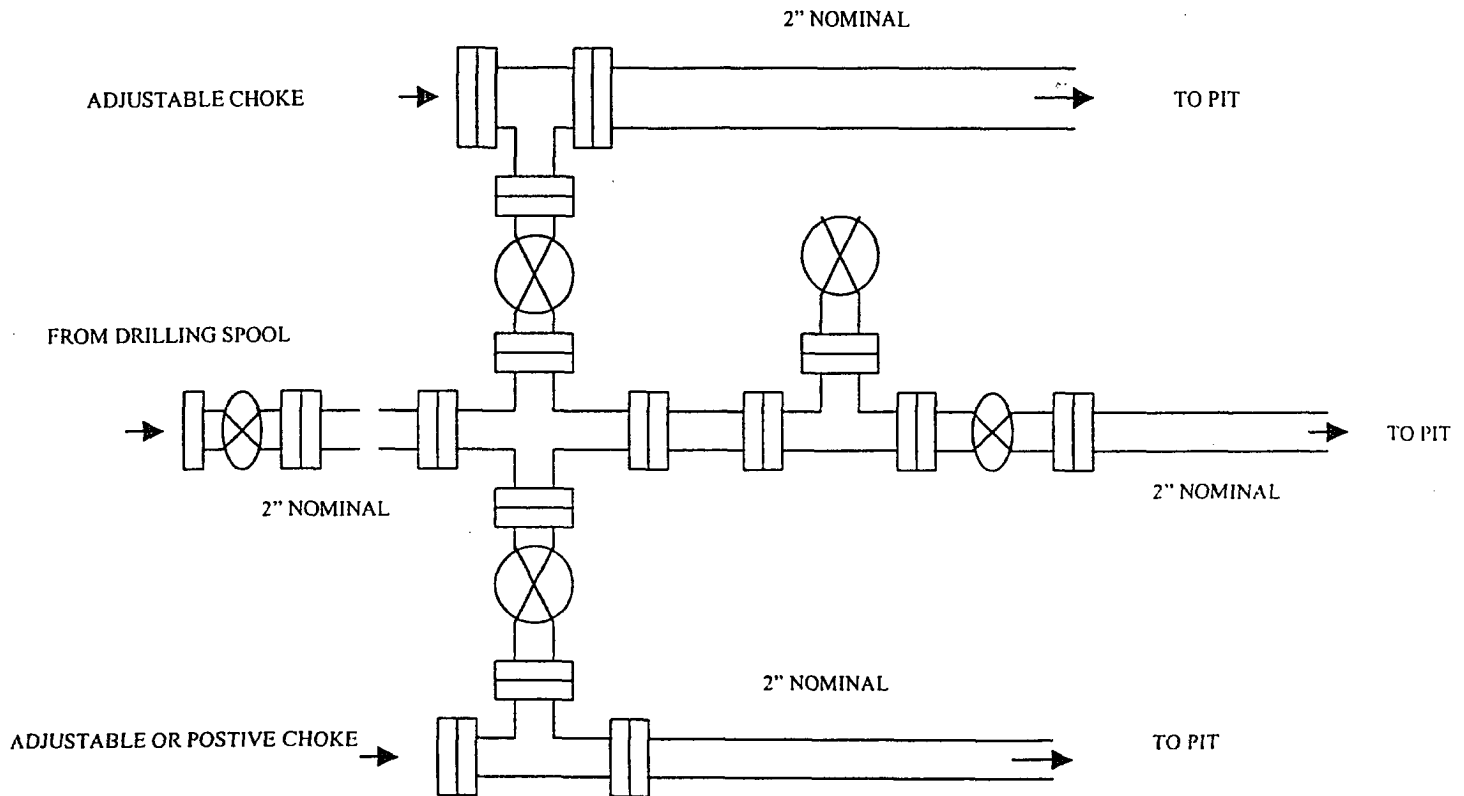 2” NOMINAL
ADJUSTABLE CHOKE
TO PIT
FROM DRILLING SPOOL
TO PIT
2” NOMINAL
2” NOMINAL
2” NOMINAL
ADJUSTABLE OR POSTIVE CHOKE
TO PIT